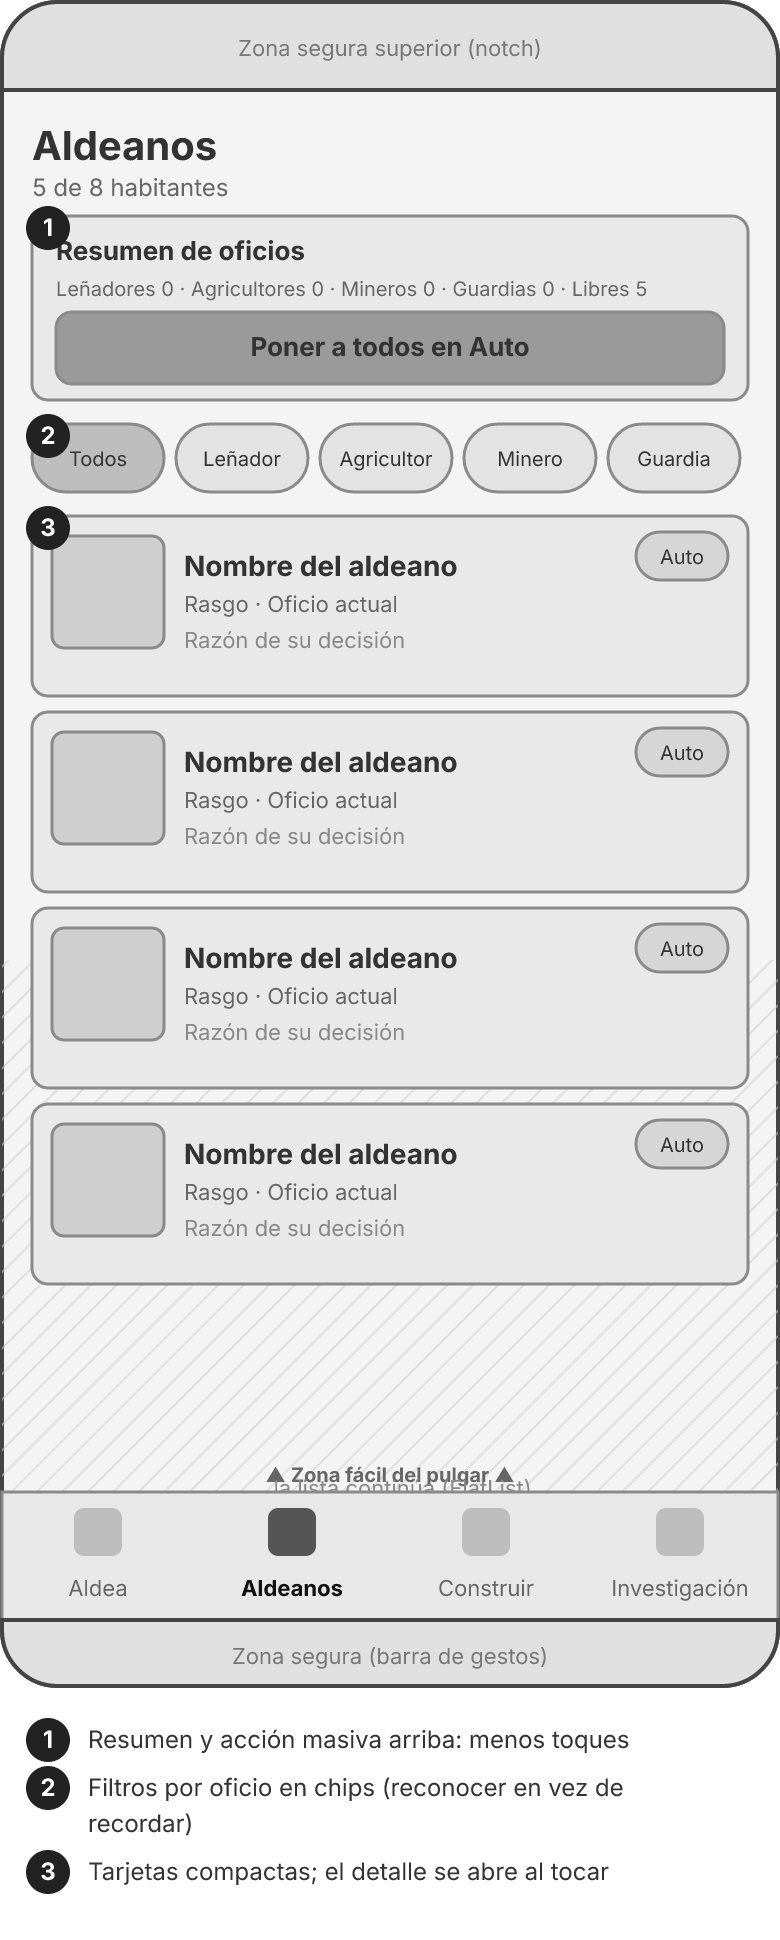 Zona segura superior (notch)
Aldeanos
5 de 8 habitantes
1
Resumen de oficios
Leñadores 0 · Agricultores 0 · Mineros 0 · Guardias 0 · Libres 5
Poner a todos en Auto
2
Todos Leñador Agricultor Minero Guardia
3
Nombre del aldeano
Auto
Rasgo · Oficio actual
Razón de su decisión
Nombre del aldeano
Auto
Rasgo · Oficio actual
Razón de su decisión
Nombre del aldeano
Auto
Rasgo · Oficio actual
Razón de su decisión
Nombre del aldeano
Auto
Rasgo · Oficio actual
Razón de su decisión
▲ Zona fácil del pulgar ▲
la lista continúa (FlatList)
Aldea Aldeanos Construir Investigación
Zona segura (barra de gestos)
1 Resumen y acción masiva arriba: menos toques
2 Filtros por oficio en chips (reconocer en vez de
recordar)
3 Tarjetas compactas; el detalle se abre al tocar